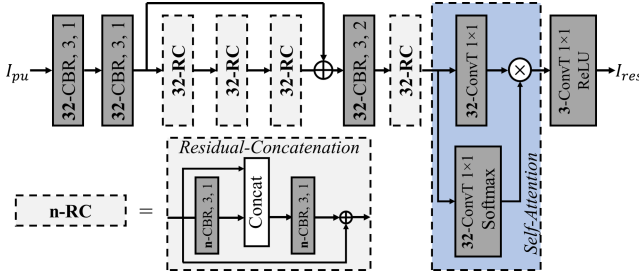 I_pu
32-CBR, 3, 1
32-CBR, 3, 1
32-RC
32-RC
32-RC
32-CBR, 3, 2
32-RC
32-ConvT 1×1
3-ConvT 1×1
ReLU
I_res
32-ConvT 1×1
Softmax
Self-Attention
Residual-Concatenation
n-RC
=
n-CBR, 3, 1
Concat
n-CBR, 3, 1